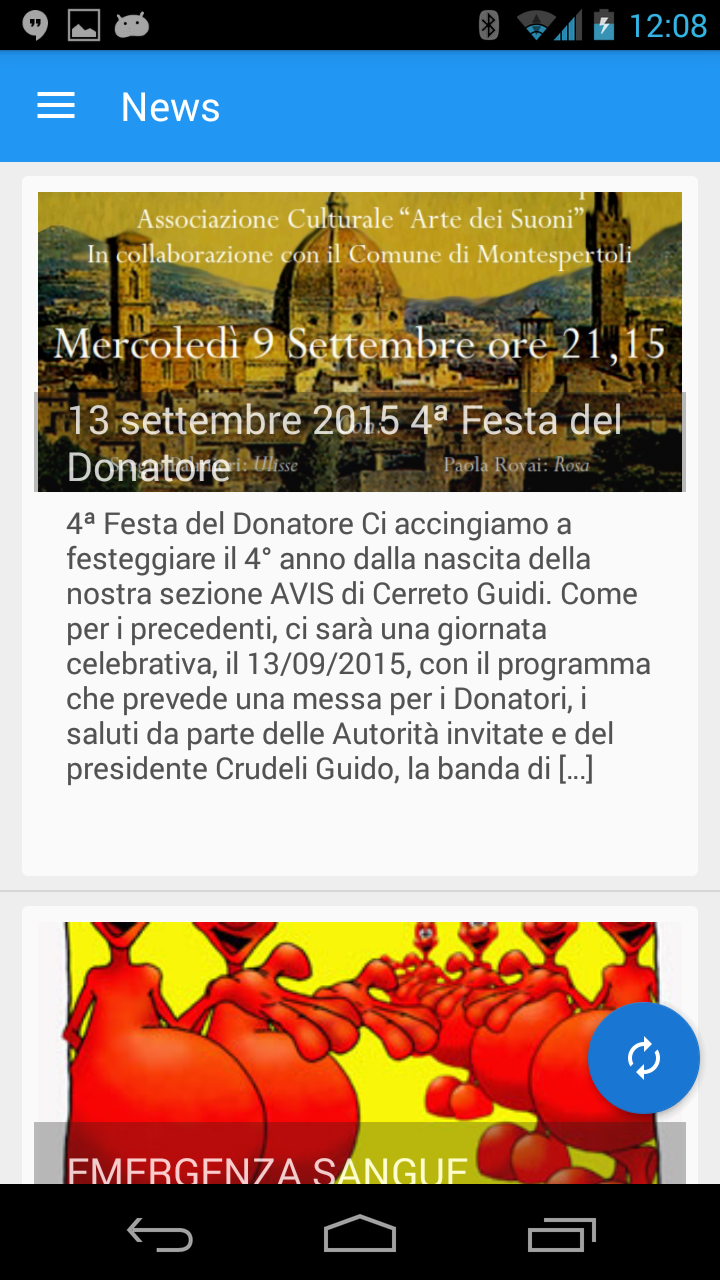 12:08
News
Associazione Culturale “Arte dei Suoni”
In collaborazione con il Comune di Montespertoli
Mercoledì 9 Settembre ore 21,15
13 settembre 2015 4ª Festa del
Donatore
Ulisse
Paola Rovai: Rosa
4ª Festa del Donatore Ci accingiamo a
festeggiare il 4° anno dalla nascita della
nostra sezione AVIS di Cerreto Guidi. Come
per i precedenti, ci sarà una giornata
celebrativa, il 13/09/2015, con il programma
che prevede una messa per i Donatori, i
saluti da parte delle Autorità invitate e del
presidente Crudeli Guido, la banda di [...]
EMERGENZA SANGUE